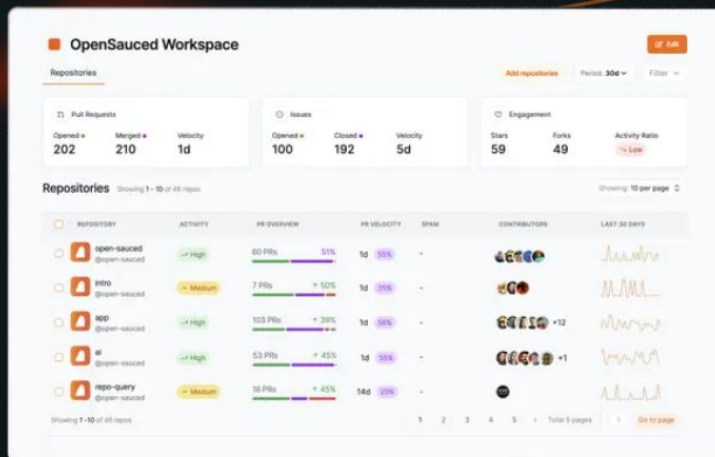 OpenSauced Workspace
Edit
Repositories
Add repositories
Period: 30d
Filter
Pull Requests
Opened Merged Velocity
202 210 1d
Issues
Opened Closed Velocity
100 192 5d
Engagement
Stars Forks Activity Ratio
59 49 Low
Repositories Showing 1 - 10 of 48 repos
Showing: 10 per page
REPOSITORY ACTIVITY PR OVERVIEW PR VELOCITY SPAM CONTRIBUTORS LAST 30 DAYS
open-sauced
@open-sauced
High 60 PRs 51% 1d 55% -
intro
@open-sauced
Medium 7 PRs 50% 1d 35% -
app
@open-sauced
High 103 PRs 39% 1d 56% - +12
ai
@open-sauced
High 53 PRs 45% 1d 55% - +1
repo-query
@open-sauced
Medium 18 PRs 45% 14d 20% -
Showing 1 - 10 of 48 repos
1 2 3 4 5 > Total 5 pages
Go to page